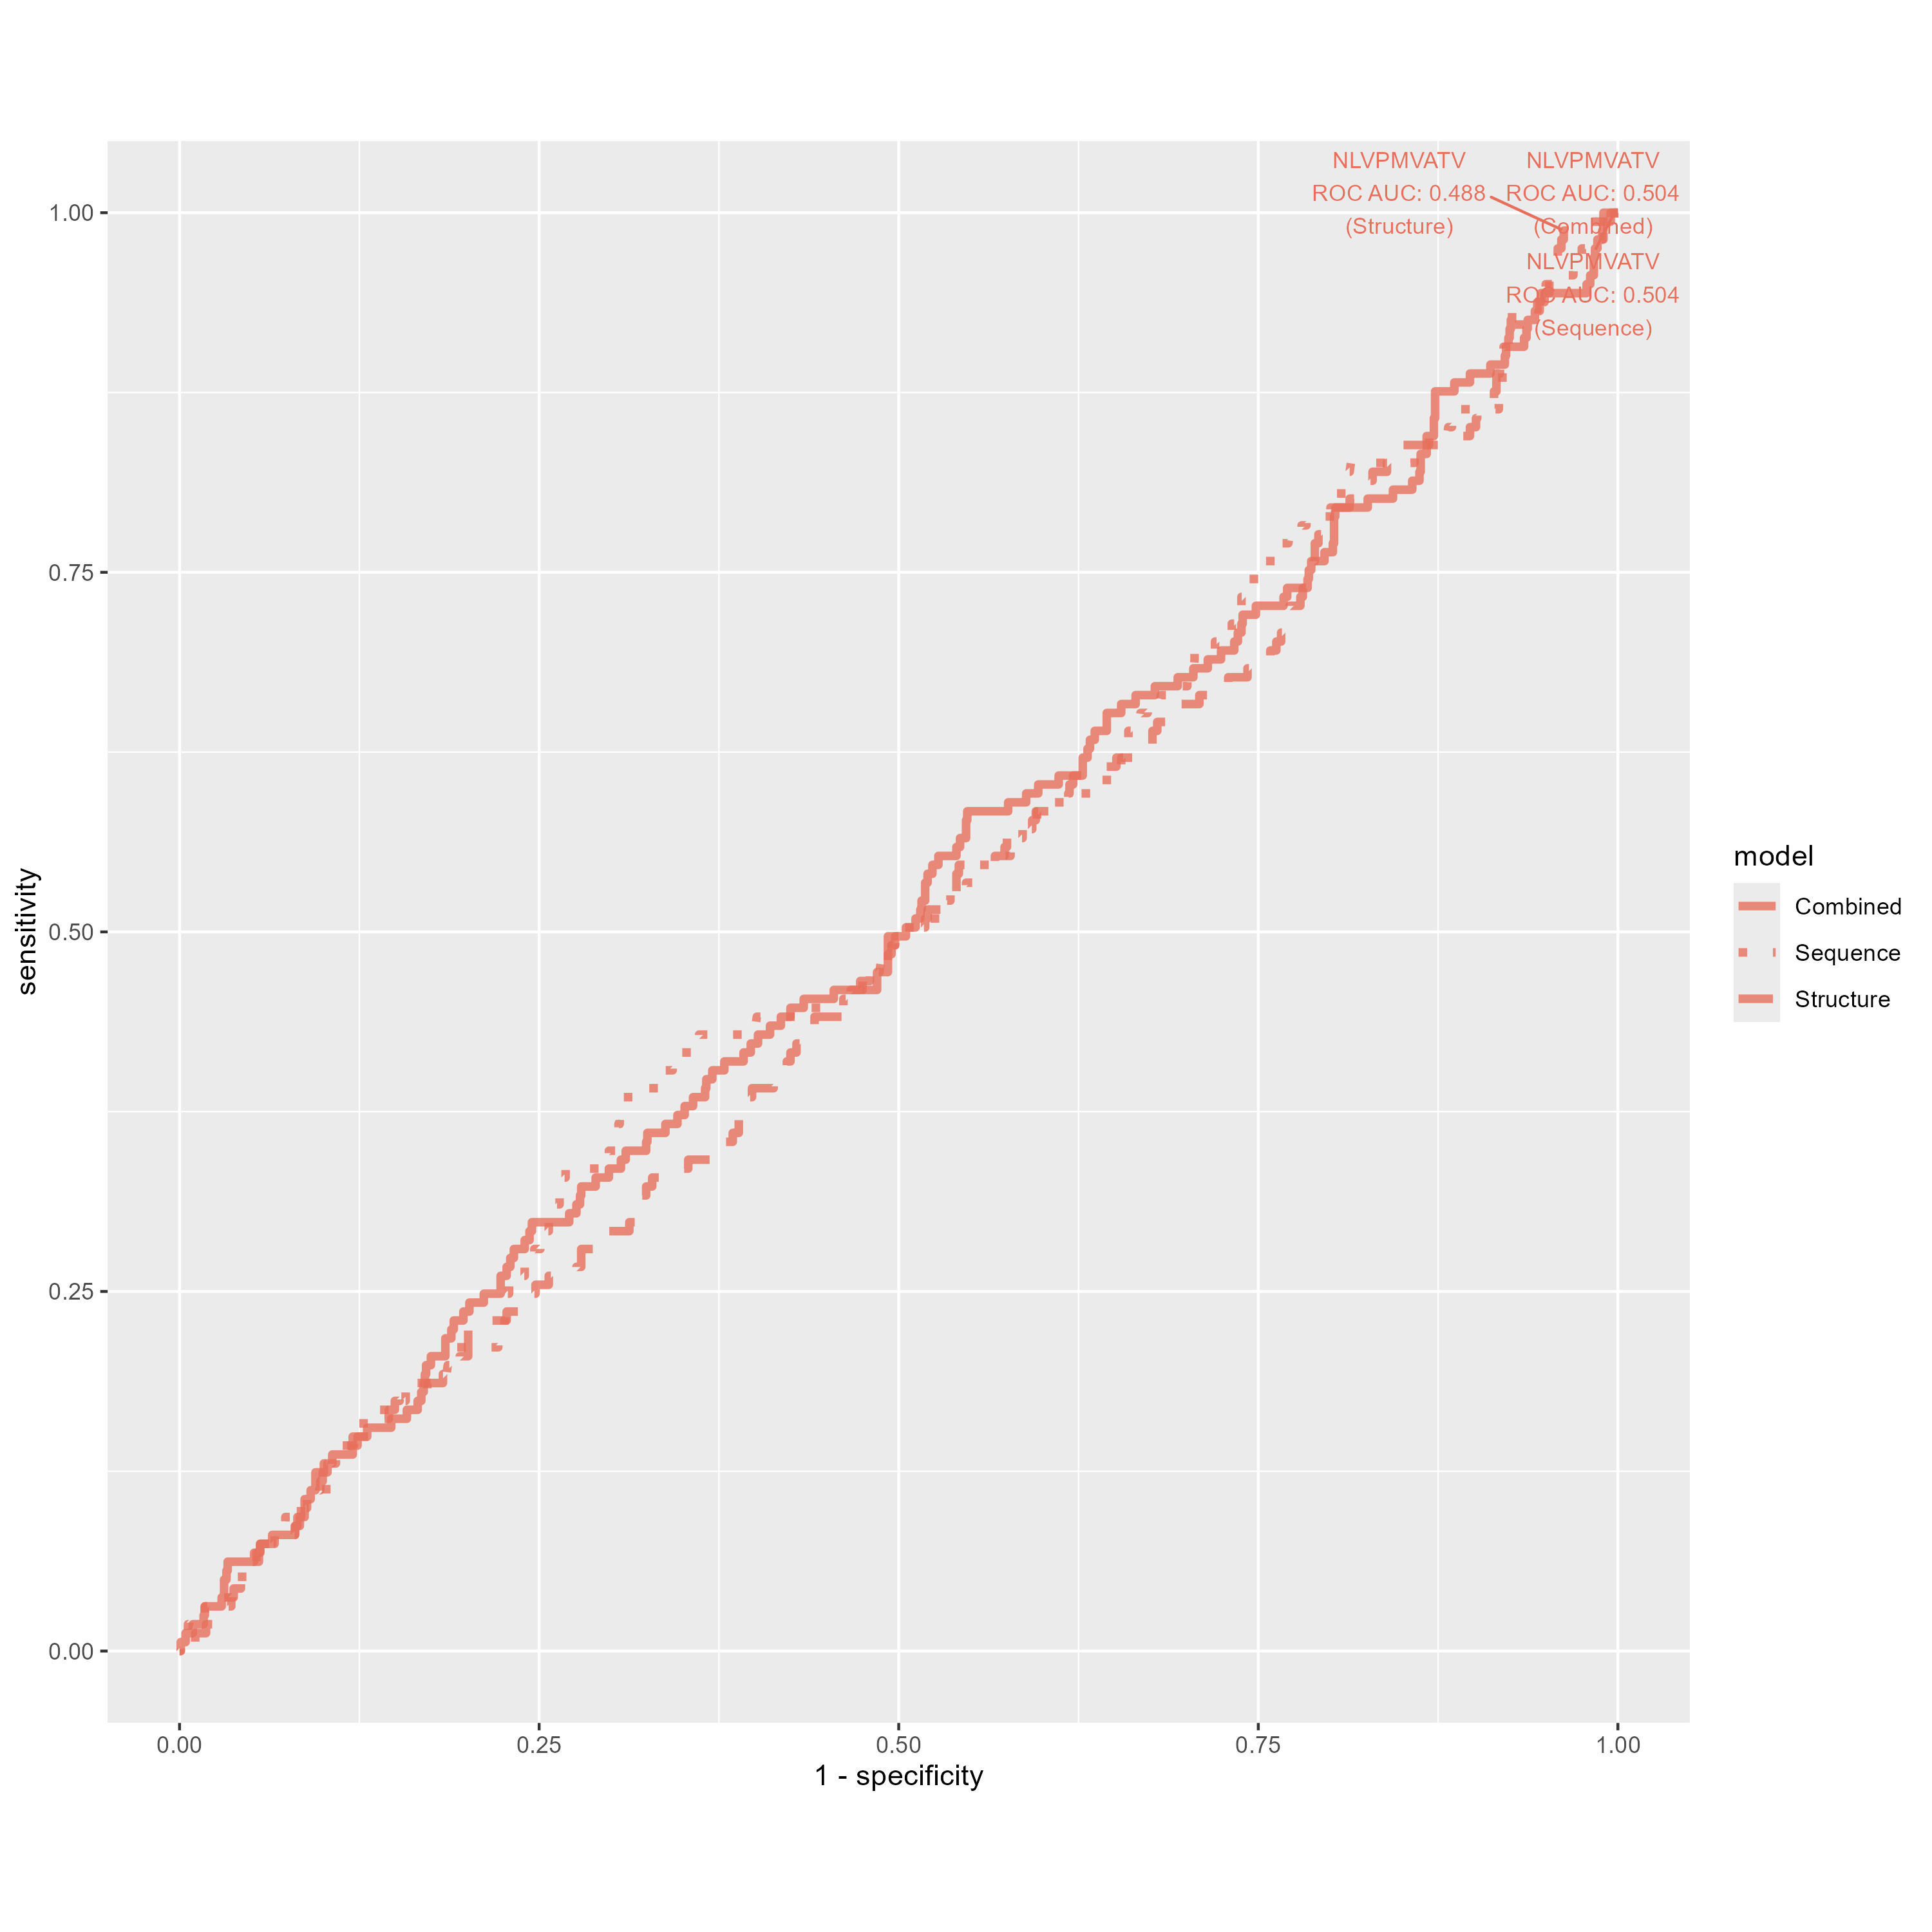 NLVPMVATV
ROC AUC: 0.488
(Structure)
NLVPMVATV
ROC AUC: 0.504
(Combined)
NLVPMVATV
ROC AUC: 0.504
(Sequence)
1.00
0.75
0.50
0.25
0.00
sensitivity
0.00
0.25
0.50
0.75
1.00
1 - specificity
model
Combined
Sequence
Structure